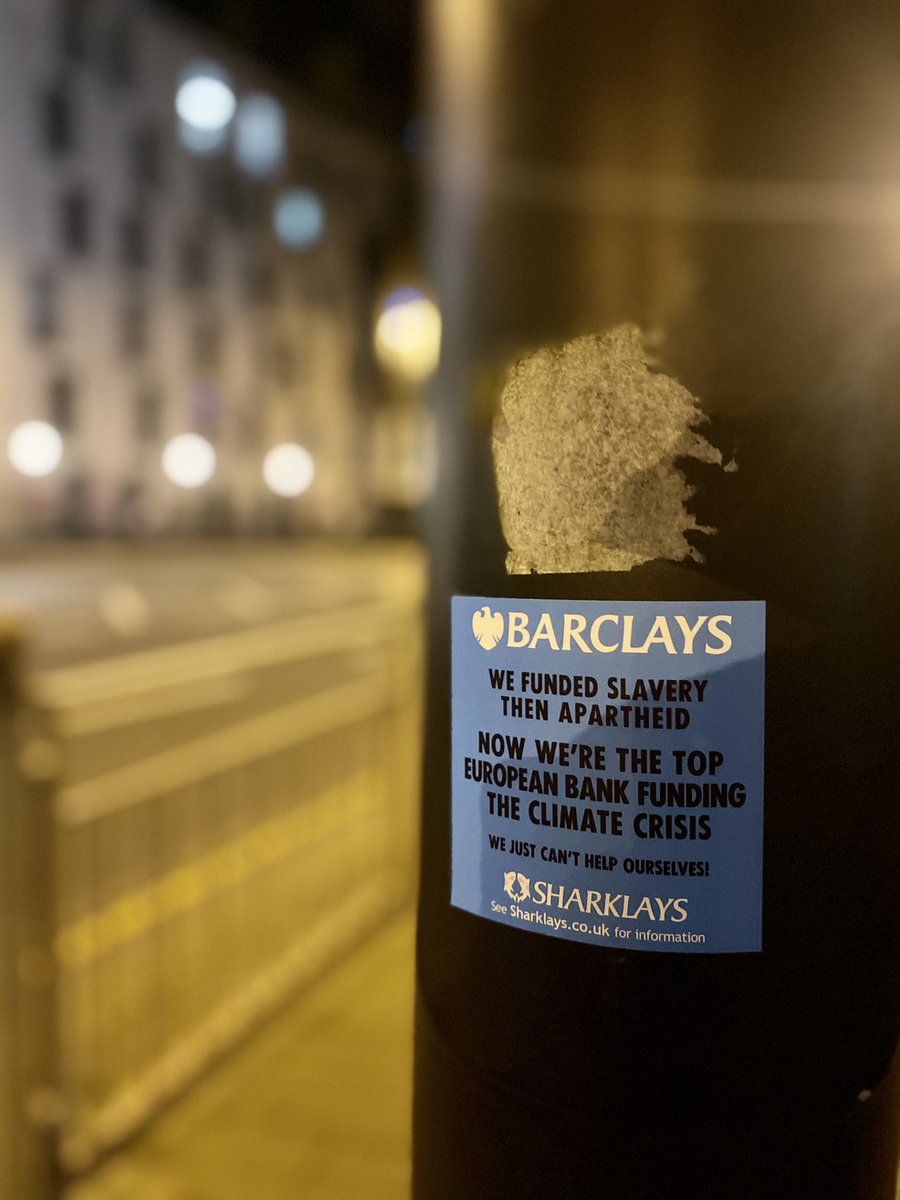 BARCLAYS
WE FUNDED SLAVERY
THEN APARTHEID
NOW WE'RE THE TOP
EUROPEAN BANK FUNDING
THE CLIMATE CRISIS
WE JUST CAN'T HELP OURSELVES!
SHARKLAYS
See Sharklays.co.uk for information